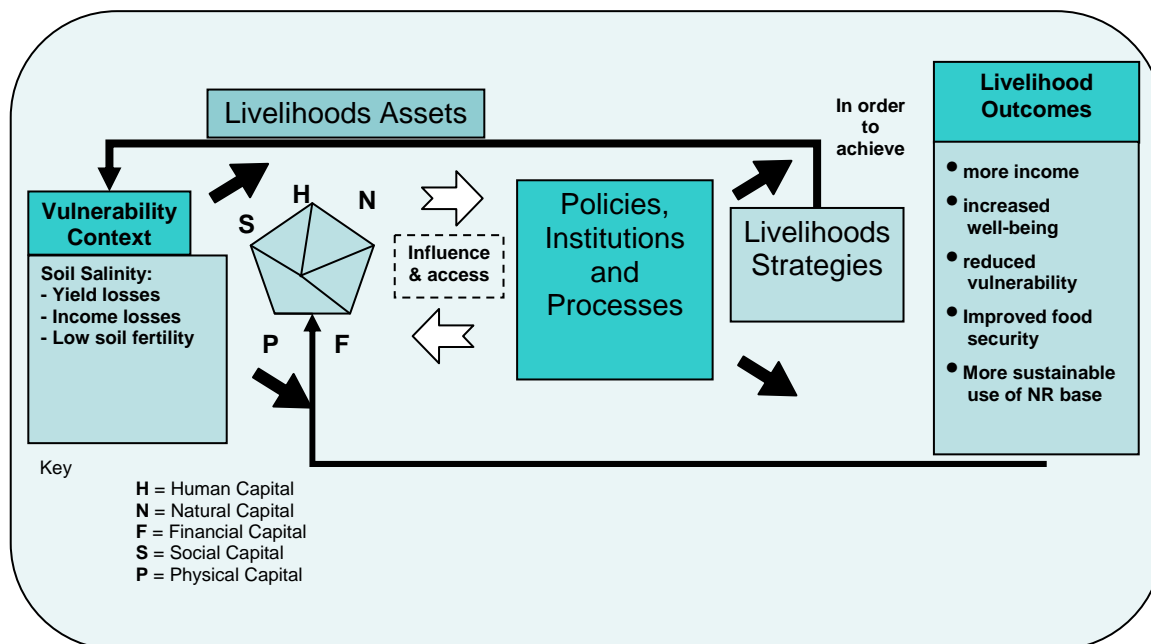 Livelihoods Assets
In order
to
achieve
Livelihood
Outcomes
Vulnerability
Context
Soil Salinity:
- Yield losses
- Income losses
- Low soil fertility
H
N
S
P
F
Influence
& access
Policies,
Institutions
and
Processes
Livelihoods
Strategies
● more income
● increased
well-being
● reduced
vulnerability
● Improved food
security
● More sustainable
use of NR base
Key
H = Human Capital
N = Natural Capital
F = Financial Capital
S = Social Capital
P = Physical Capital